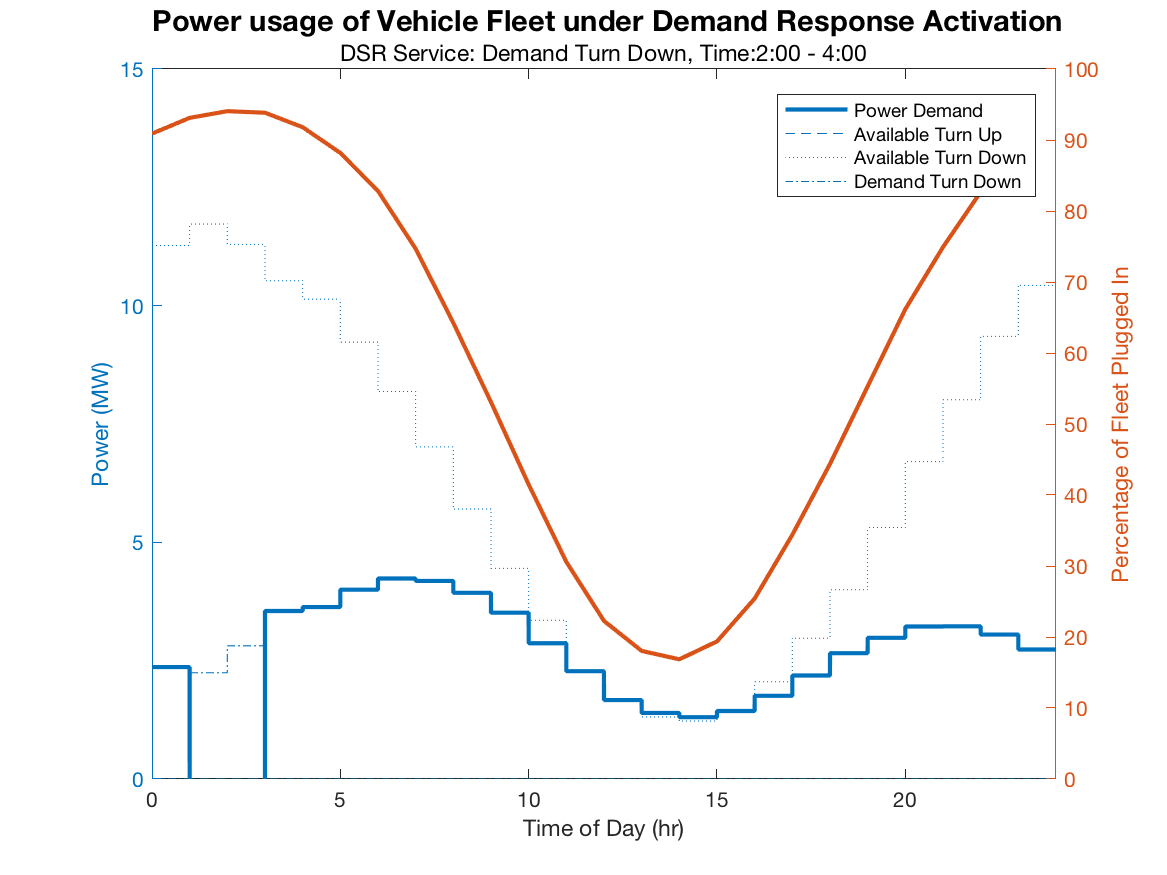 Power usage of Vehicle Fleet under Demand Response Activation
DSR Service: Demand Turn Down, Time:2:00 - 4:00
Power Demand
Available Turn Up
Available Turn Down
Demand Turn Down
15
10
5
0
Power (MW)
100
90
80
70
60
50
40
30
20
10
0
Percentage of Fleet Plugged In
0
5
10
15
20
Time of Day (hr)